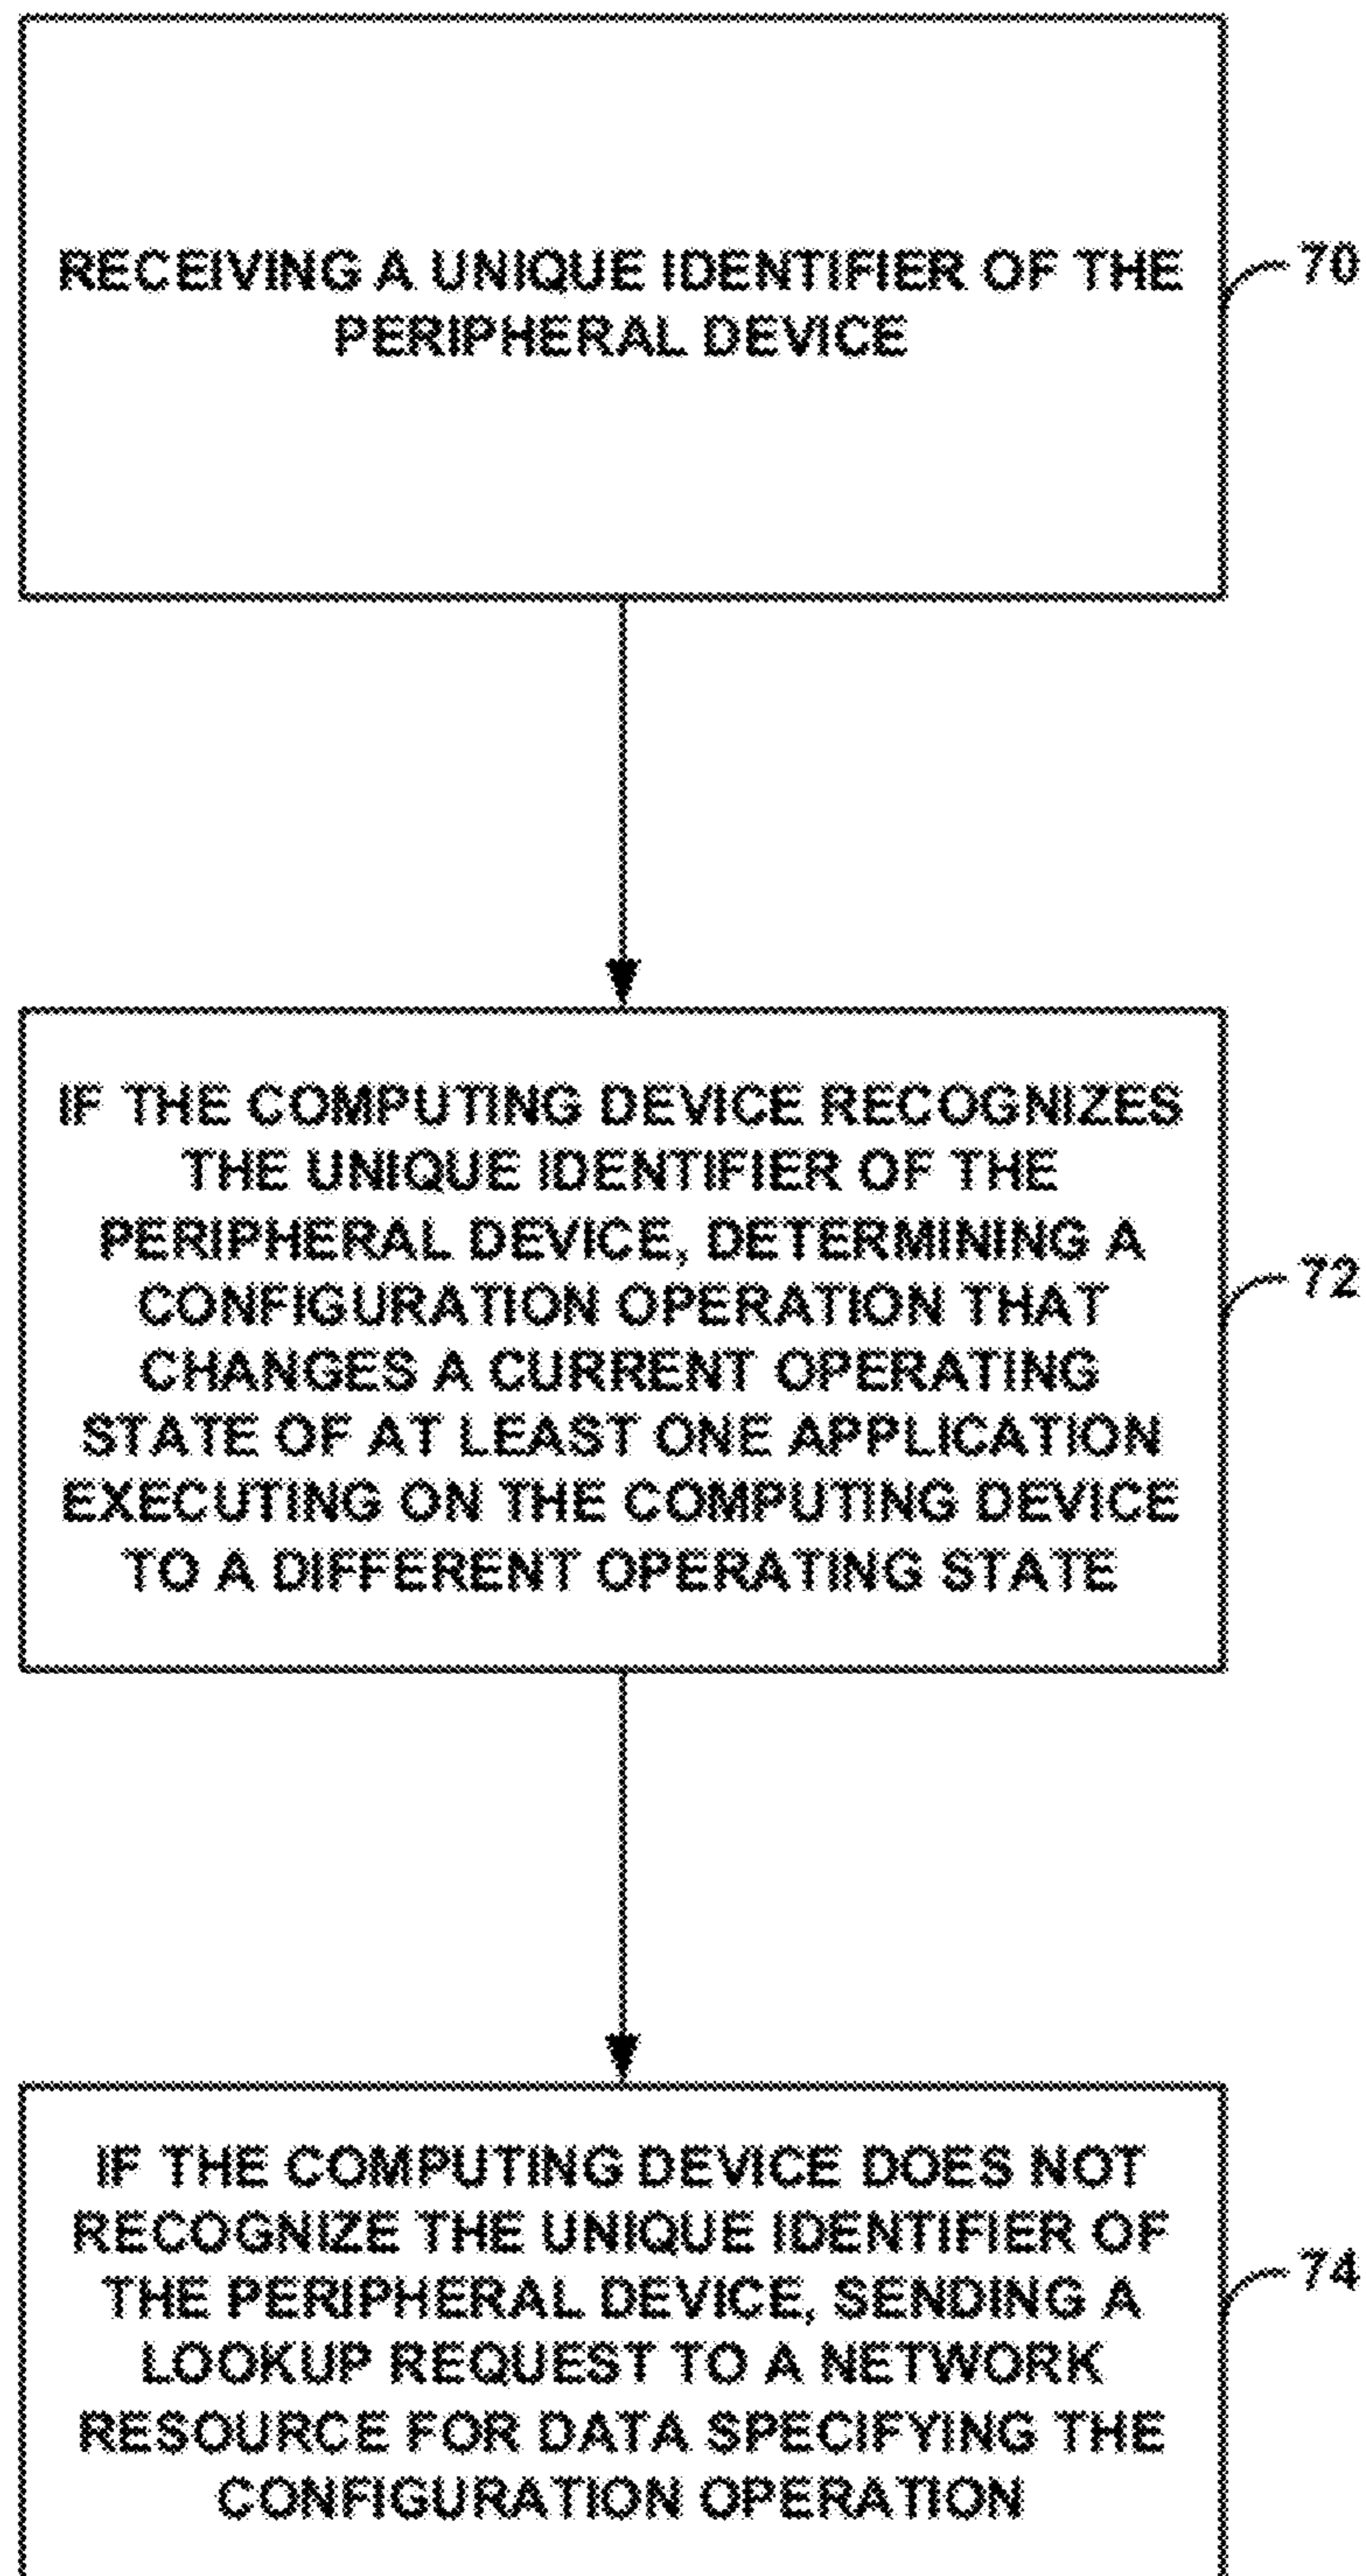 RECEIVING A UNIQUE IDENTIFIER OF THE
PERIPHERAL DEVICE
70
IF THE COMPUTING DEVICE RECOGNIZES
THE UNIQUE IDENTIFIER OF THE
PERIPHERAL DEVICE, DETERMINING A
CONFIGURATION OPERATION THAT
CHANGES A CURRENT OPERATING
STATE OF AT LEAST ONE APPLICATION
EXECUTING ON THE COMPUTING DEVICE
TO A DIFFERENT OPERATING STATE
72
IF THE COMPUTING DEVICE DOES NOT
RECOGNIZE THE UNIQUE IDENTIFIER OF
THE PERIPHERAL DEVICE, SENDING A
LOOKUP REQUEST TO A NETWORK
RESOURCE FOR DATA SPECIFYING THE
CONFIGURATION OPERATION
74